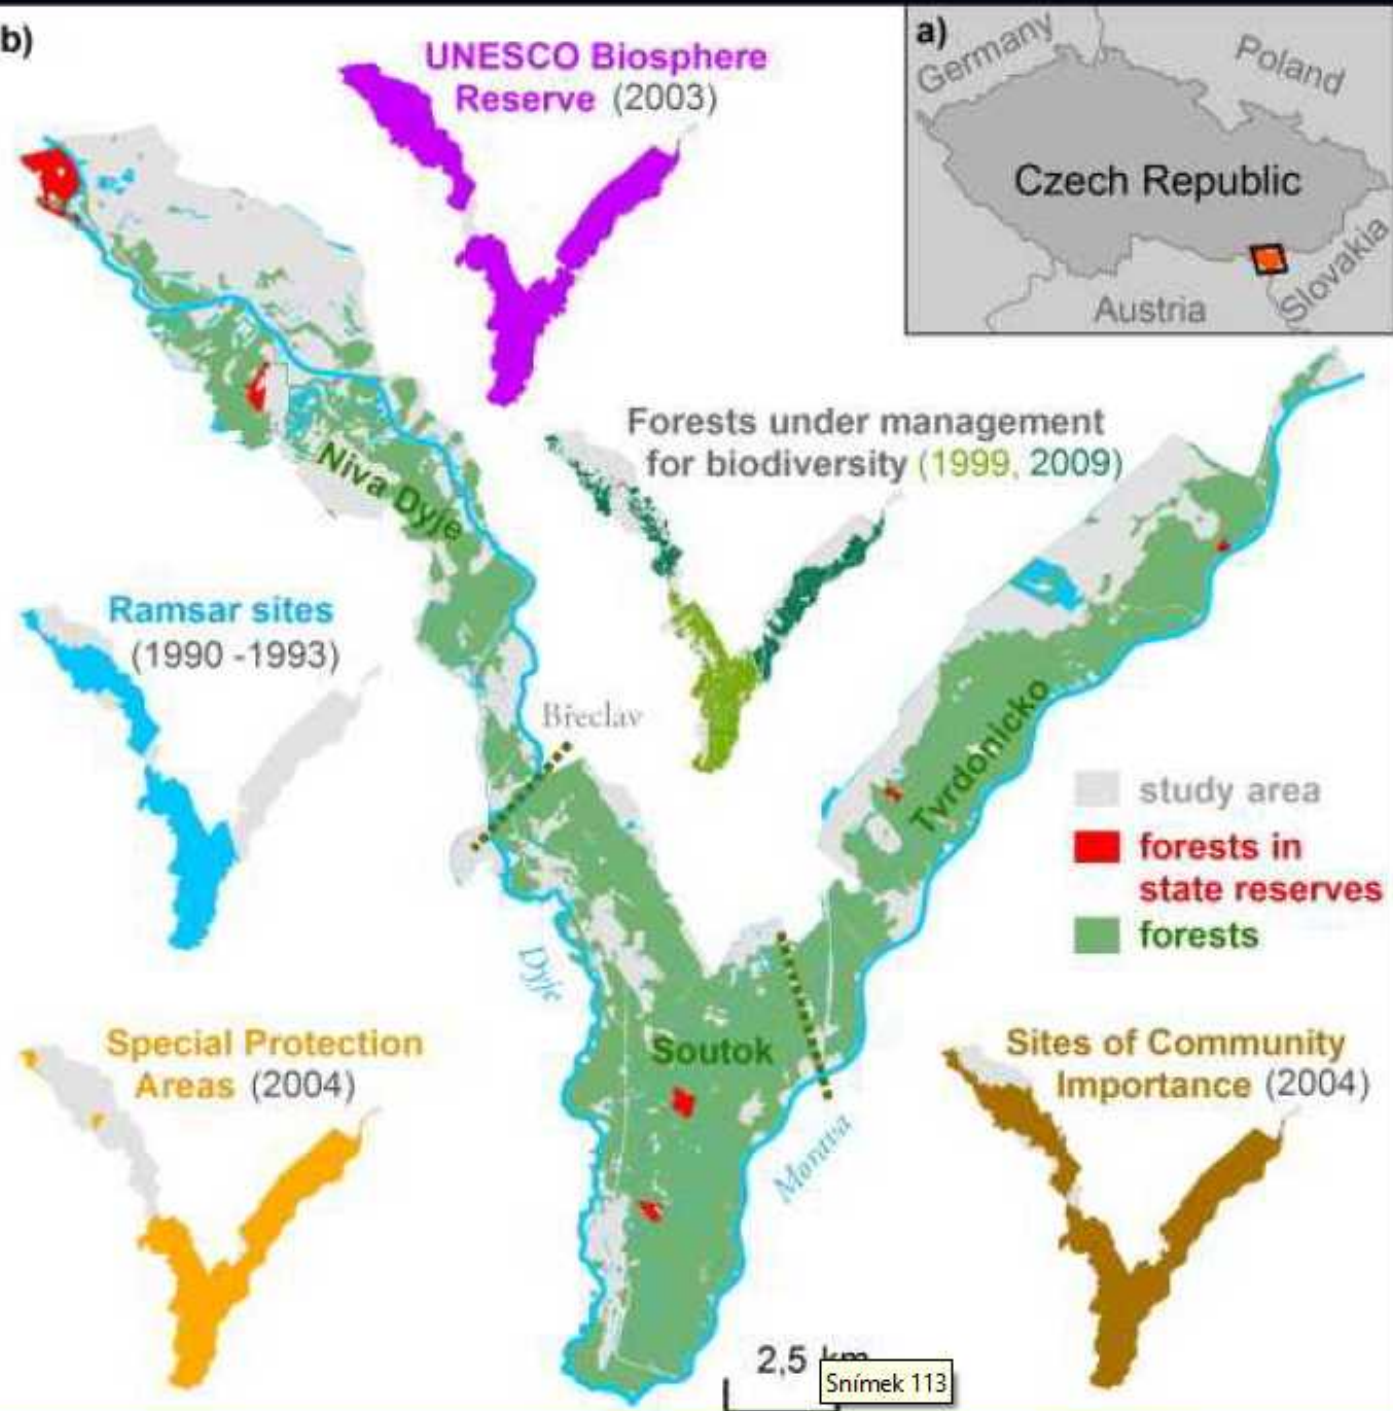 b)
UNESCO Biosphere
Reserve (2003)
a)
Germany
Poland
Czech Republic
Austria
Slovakia
Forests under management
for biodiversity (1999, 2009)
Niva Dyje
Ramsar sites
(1990 -1993)
Břeclav
Tvrdonicko
study area
forests in
state reserves
forests
Dyje
Soutok
Morava
Special Protection
Areas (2004)
Sites of Community
Importance (2004)
2,5 km
Snímek 113